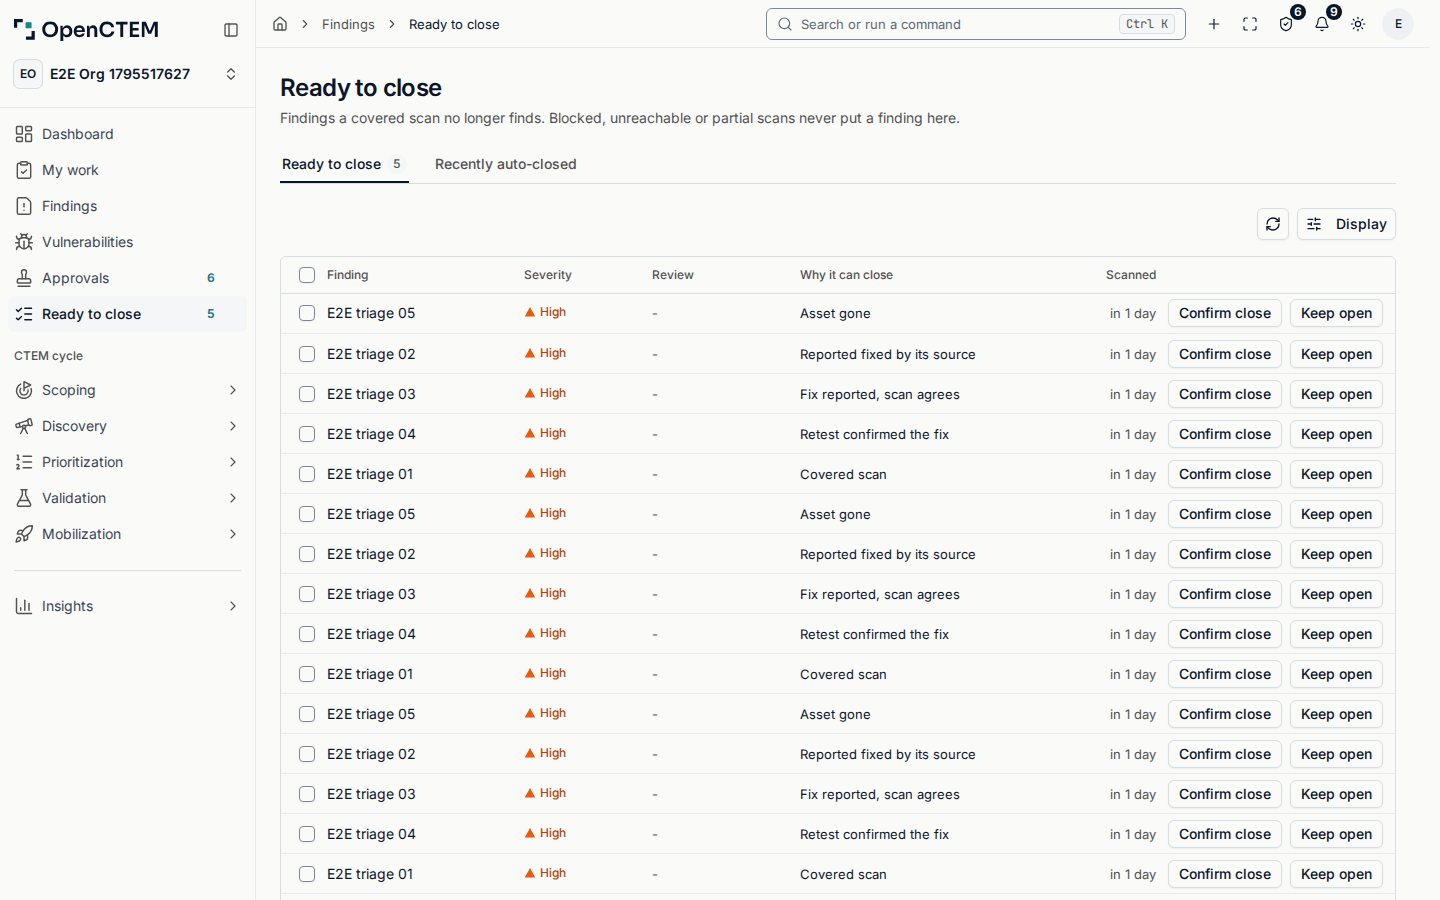 OpenCTEM
EO E2E Org 1795517627
Dashboard
My work
Findings
Vulnerabilities
Approvals 6
Ready to close 5
CTEM cycle
Scoping
Discovery
Prioritization
Validation
Mobilization
Insights
Findings Ready to close
Search or run a command Ctrl K
6 9 E
Ready to close
Findings a covered scan no longer finds. Blocked, unreachable or partial scans never put a finding here.
Ready to close 5 Recently auto-closed
Display
Finding Severity Review Why it can close Scanned
E2E triage 05 High - Asset gone in 1 day Confirm close Keep open
E2E triage 02 High - Reported fixed by its source in 1 day Confirm close Keep open
E2E triage 03 High - Fix reported, scan agrees in 1 day Confirm close Keep open
E2E triage 04 High - Retest confirmed the fix in 1 day Confirm close Keep open
E2E triage 01 High - Covered scan in 1 day Confirm close Keep open
E2E triage 05 High - Asset gone in 1 day Confirm close Keep open
E2E triage 02 High - Reported fixed by its source in 1 day Confirm close Keep open
E2E triage 03 High - Fix reported, scan agrees in 1 day Confirm close Keep open
E2E triage 04 High - Retest confirmed the fix in 1 day Confirm close Keep open
E2E triage 01 High - Covered scan in 1 day Confirm close Keep open
E2E triage 05 High - Asset gone in 1 day Confirm close Keep open
E2E triage 02 High - Reported fixed by its source in 1 day Confirm close Keep open
E2E triage 03 High - Fix reported, scan agrees in 1 day Confirm close Keep open
E2E triage 04 High - Retest confirmed the fix in 1 day Confirm close Keep open
E2E triage 01 High - Covered scan in 1 day Confirm close Keep open